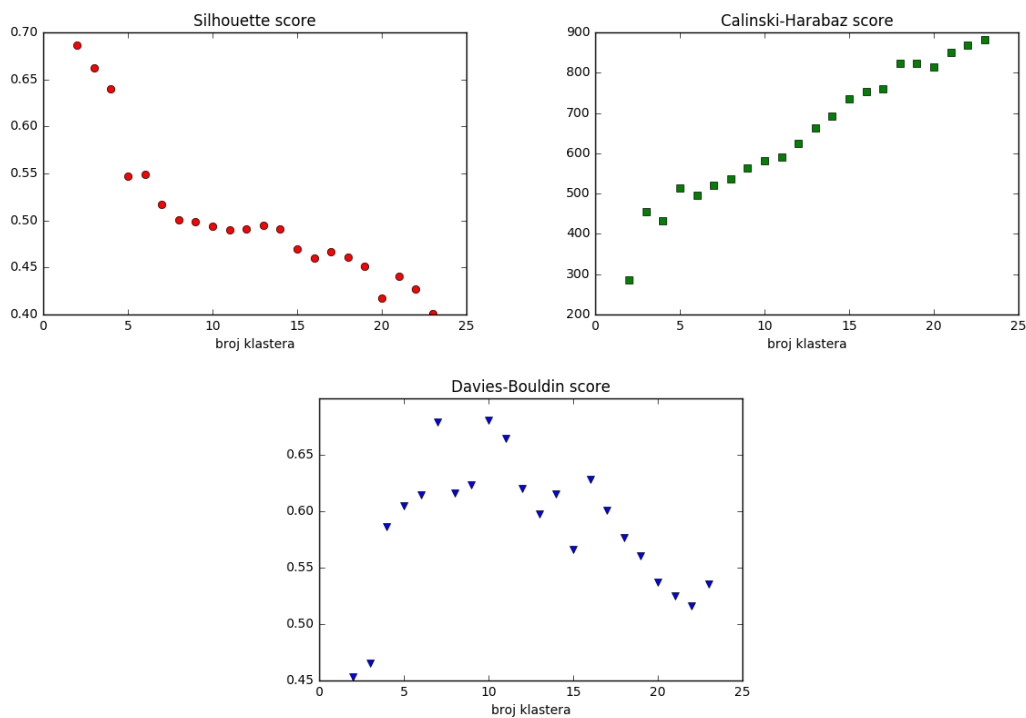 Silhouette score
0.70
0.65
0.60
0.55
0.50
0.45
0.40
0 5 10 15 20 25
broj klastera
Calinski-Harabaz score
900
800
700
600
500
400
300
200
0 5 10 15 20 25
broj klastera
Davies-Bouldin score
0.65
0.60
0.55
0.50
0.45
0 5 10 15 20 25
broj klastera